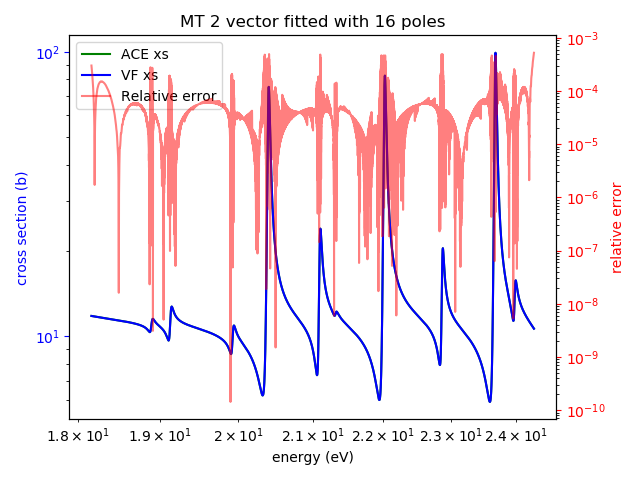 MT 2 vector fitted with 16 poles
ACE xs
VF xs
Relative error
cross section (b)
10²
10¹
relative error
10⁻³
10⁻⁴
10⁻⁵
10⁻⁶
10⁻⁷
10⁻⁸
10⁻⁹
10⁻¹⁰
1.8 × 10¹ 1.9 × 10¹ 2 × 10¹ 2.1 × 10¹ 2.2 × 10¹ 2.3 × 10¹ 2.4 × 10¹
energy (eV)